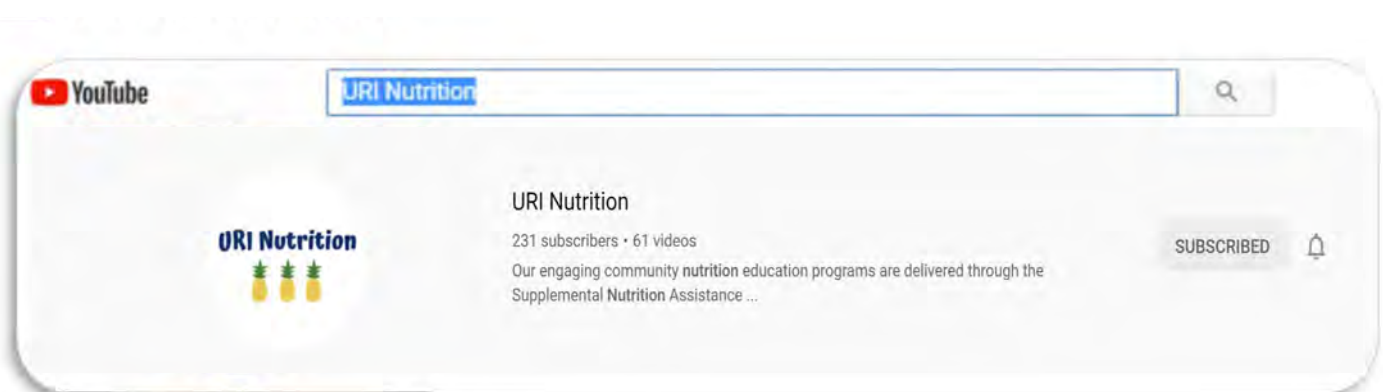 YouTube
URI Nutrition
URI Nutrition
URI Nutrition
231 subscribers • 61 videos
Our engaging community nutrition education programs are delivered through the
Supplemental Nutrition Assistance ...
SUBSCRIBED